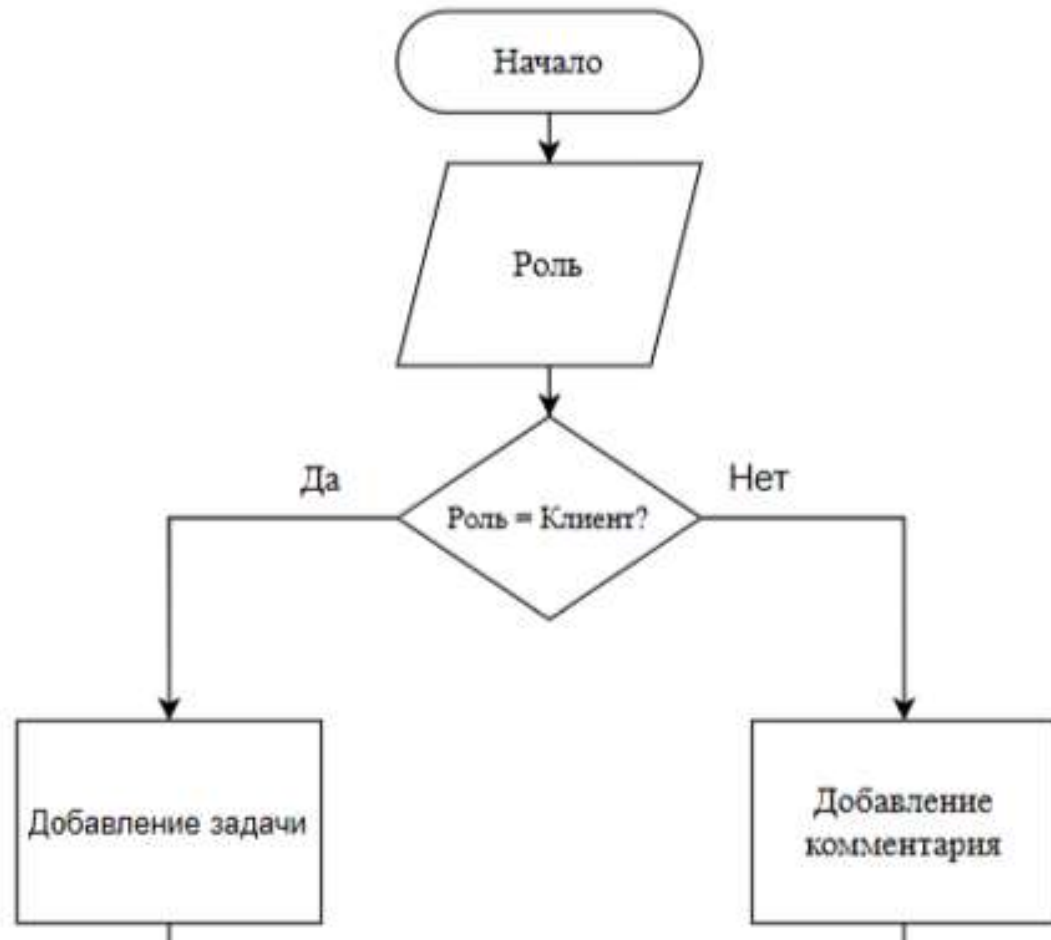 Начало
Роль
Да
Нет
Роль = Клиент?
Добавление задачи
Добавление
комментария